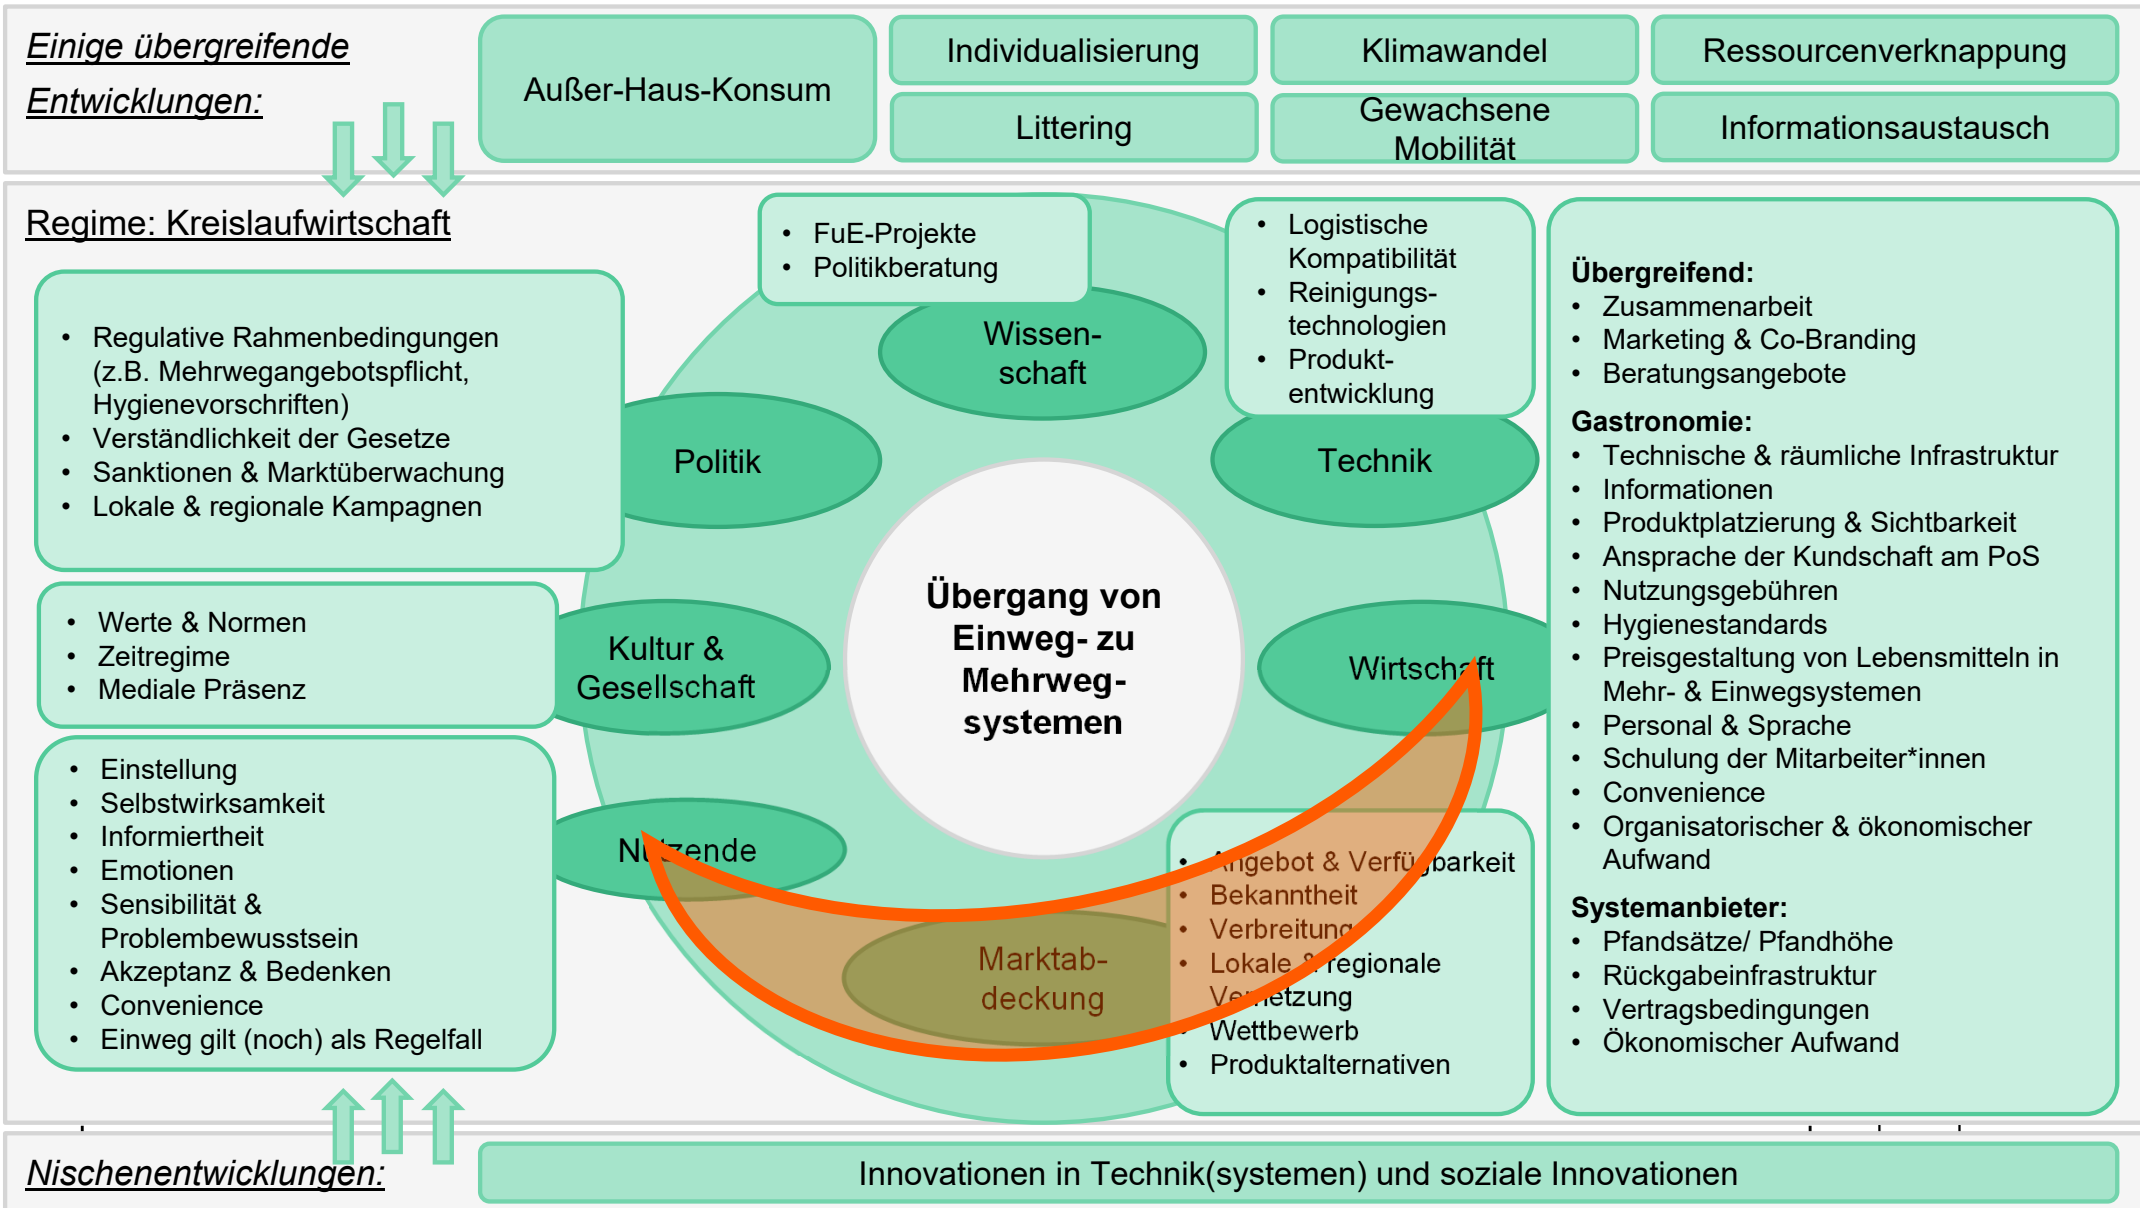 Einige übergreifende
Entwicklungen:
Außer-Haus-Konsum
Individualisierung
Klimawandel
Ressourcenverknappung
Littering
Gewachsene
Mobilität
Informationsaustausch
Regime: Kreislaufwirtschaft
• FuE-Projekte
• Politikberatung
Wissen-
schaft
• Logistische
Kompatibilität
• Reinigungs-
technologien
• Produkt-
entwicklung
Technik
• Regulative Rahmenbedingungen
(z.B. Mehrwegangebotspflicht,
Hygienevorschriften)
• Verständlichkeit der Gesetze
• Sanktionen & Marktüberwachung
• Lokale & regionale Kampagnen
Politik
• Werte & Normen
• Zeitregime
• Mediale Präsenz
Kultur &
Gesellschaft
Übergang von
Einweg- zu
Mehrweg-
systemen
Wirtschaft
• Einstellung
• Selbstwirksamkeit
• Informiertheit
• Emotionen
• Sensibilität &
Problembewusstsein
• Akzeptanz & Bedenken
• Convenience
• Einweg gilt (noch) als Regelfall
Nutzende
Marktab-
deckung
• Angebot & Verfügbarkeit
• Bekanntheit
• Verbreitung
• Lokale & regionale
Vernetzung
• Wettbewerb
• Produktalternativen
Übergreifend:
• Zusammenarbeit
• Marketing & Co-Branding
• Beratungsangebote
Gastronomie:
• Technische & räumliche Infrastruktur
• Informationen
• Produktplatzierung & Sichtbarkeit
• Ansprache der Kundschaft am PoS
• Nutzungsgebühren
• Hygienestandards
• Preisgestaltung von Lebensmitteln in
Mehr- & Einwegsystemen
• Personal & Sprache
• Schulung der Mitarbeiter*innen
• Convenience
• Organisatorischer & ökonomischer
Aufwand
Systemanbieter:
• Pfandsätze/ Pfandhöhe
• Rückgabeinfrastruktur
• Vertragsbedingungen
• Ökonomischer Aufwand
Nischenentwicklungen:
Innovationen in Technik(systemen) und soziale Innovationen